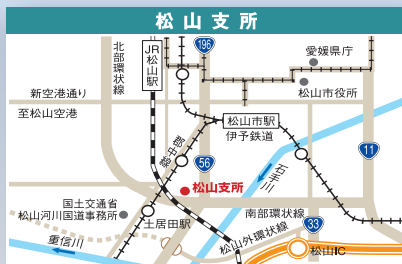 松山支所
北部環状線
JR松山駅
196
愛媛県庁
新空港通り
松山市役所
至松山空港
松山市駅
伊予鉄道
郡中線
56
石手川
11
松山支所
国土交通省
松山河川国道事務所
土居田駅
南部環状線
33
重信川
松山外環状線
松山IC